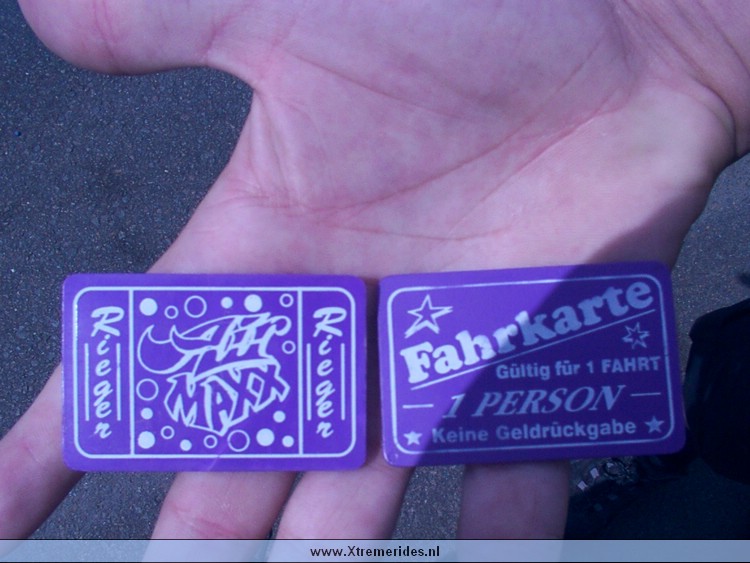 Rieger
Air
MAXX
Rieger
Fahrkarte
Gültig für 1 FAHRT
1 PERSON
Keine Geldrückgabe
www.Xtremerides.nl